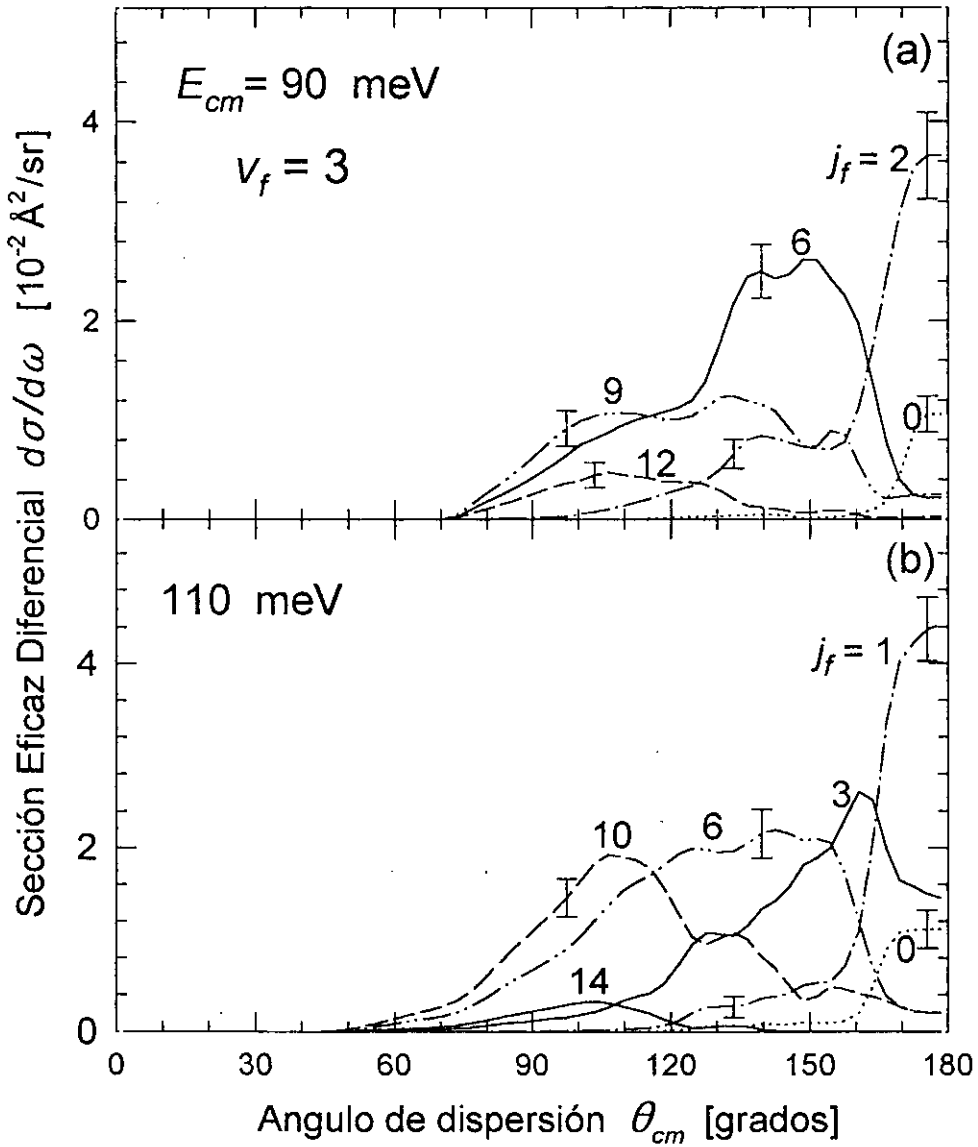 Sección Eficaz Diferencial dσ/dω [10⁻² Å²/sr]
(a)
E_cm = 90 meV
v_f = 3
j_f = 2
6
9
12
0
4
2
0
(b)
110 meV
j_f = 1
3
6
10
14
0
4
2
0
0 30 60 90 120 150 180
Angulo de dispersión θ_cm [grados]